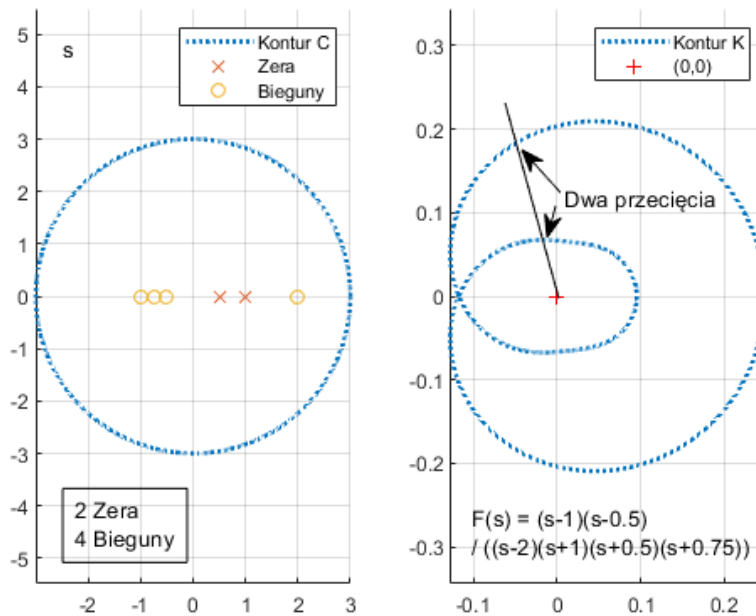 5
4
3
2
1
0
-1
-2
-3
-4
-5
-2
-1
0
1
2
3
s
Kontur C
Zera
Bieguny
2 Zera
4 Bieguny
0.3
0.2
0.1
0
-0.1
-0.2
-0.3
-0.1
0
0.1
0.2
Kontur K
(0,0)
Dwa przecięcia
F(s) = (s-1)(s-0.5)
/ ((s-2)(s+1)(s+0.5)(s+0.75))